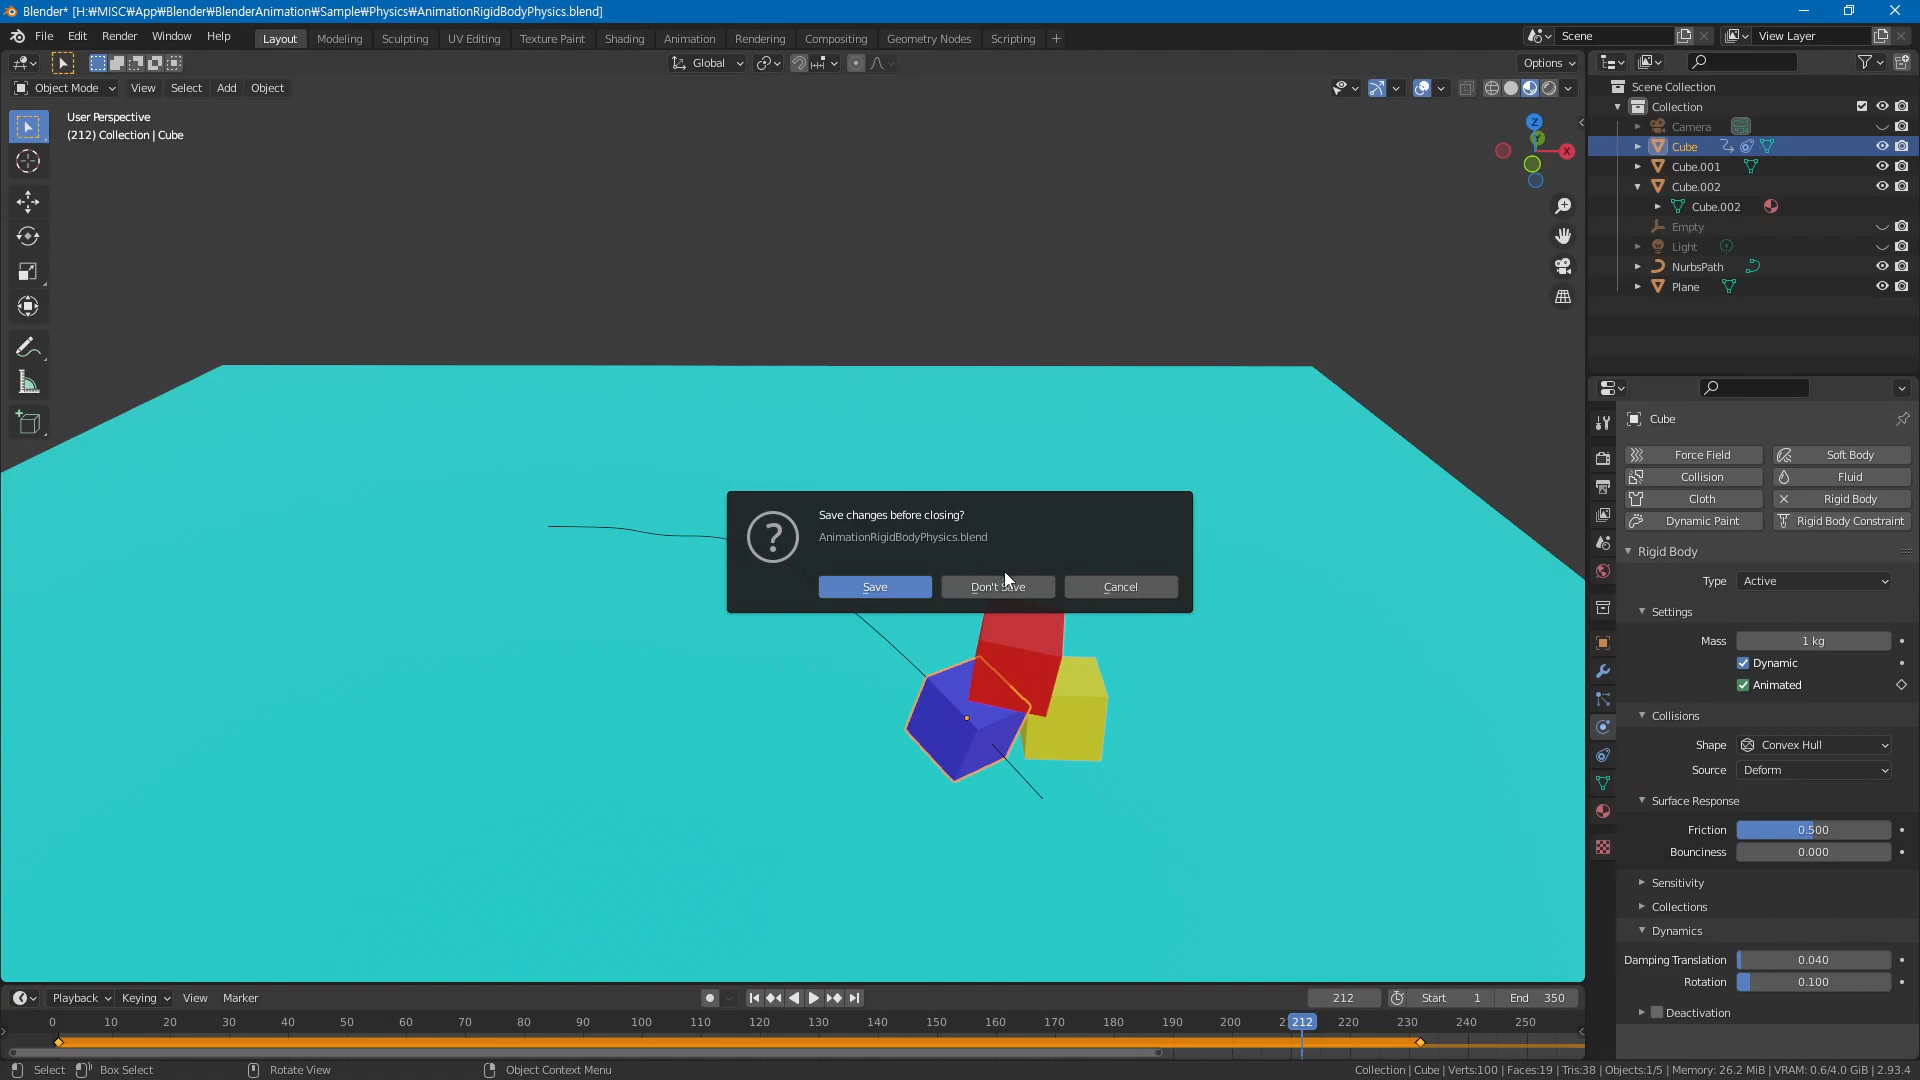 Blender* [H:₩MISC₩App₩Blender₩BlenderAnimation₩Sample₩Physics₩AnimationRigidBodyPhysics.blend]
File Edit Render Window Help Layout Modeling Sculpting UV Editing Texture Paint Shading Animation Rendering Compositing Geometry Nodes Scripting + Scene View Layer
Global Options
Object Mode View Select Add Object
User Perspective
(212) Collection | Cube
Z
Y
X
Scene Collection
Collection
Camera
Cube
Cube.001
Cube.002
Cube.002
Empty
Light
NurbsPath
Plane
Save changes before closing?
AnimationRigidBodyPhysics.blend
Save Don't Save Cancel
Cube
Force Field Soft Body
Collision Fluid
Cloth Rigid Body
Dynamic Paint Rigid Body Constraint
Rigid Body
Type Active
Settings
Mass 1 kg
Dynamic
Animated
Collisions
Shape Convex Hull
Source Deform
Surface Response
Friction 0.500
Bounciness 0.000
Sensitivity
Collections
Dynamics
Damping Translation 0.040
Rotation 0.100
Deactivation
Playback Keying View Marker 212 Start 1 End 350
0 10 20 30 40 50 60 70 80 90 100 110 120 130 140 150 160 170 180 190 200 212 220 230 240 250
Select Box Select Rotate View Object Context Menu Collection | Cube | Verts:100 | Faces:19 | Tris:38 | Objects:1/5 | Memory: 26.2 MiB | VRAM: 0.6/4.0 GiB | 2.93.4